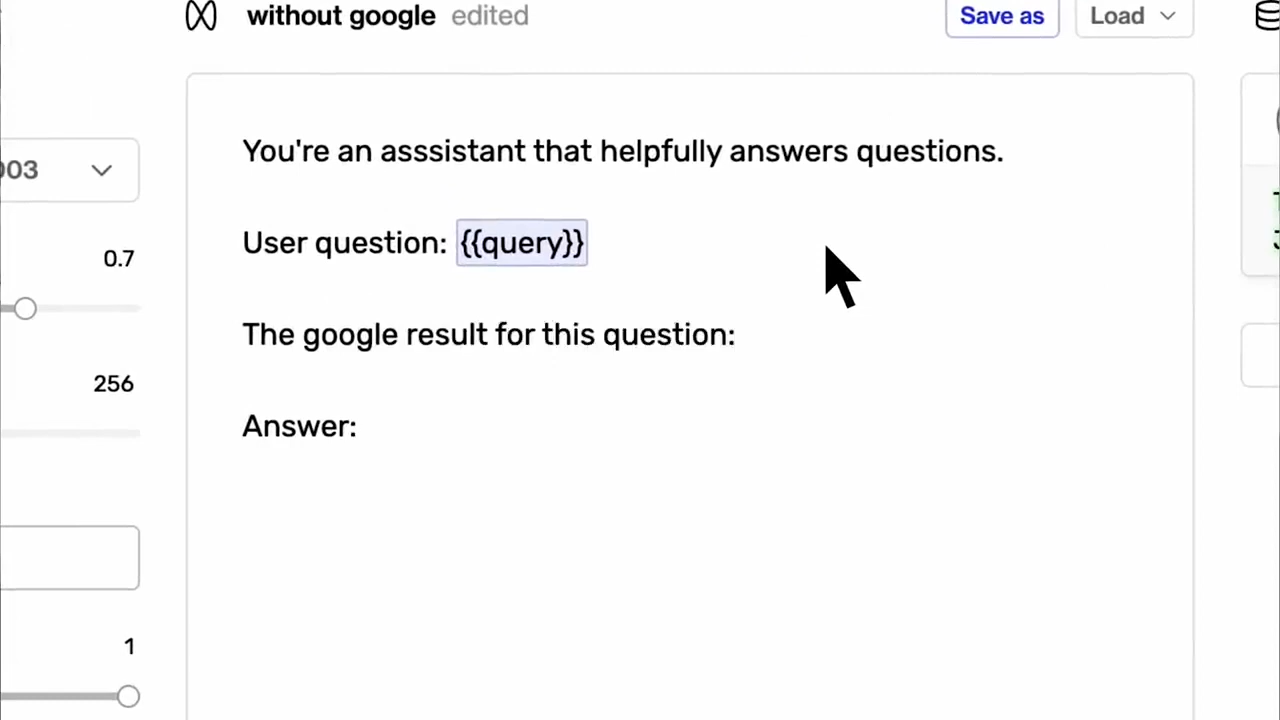 without google edited
Save as
Load
003
0.7
256
1
You're an asssistant that helpfully answers questions.
User question: {{query}}
The google result for this question:
Answer: